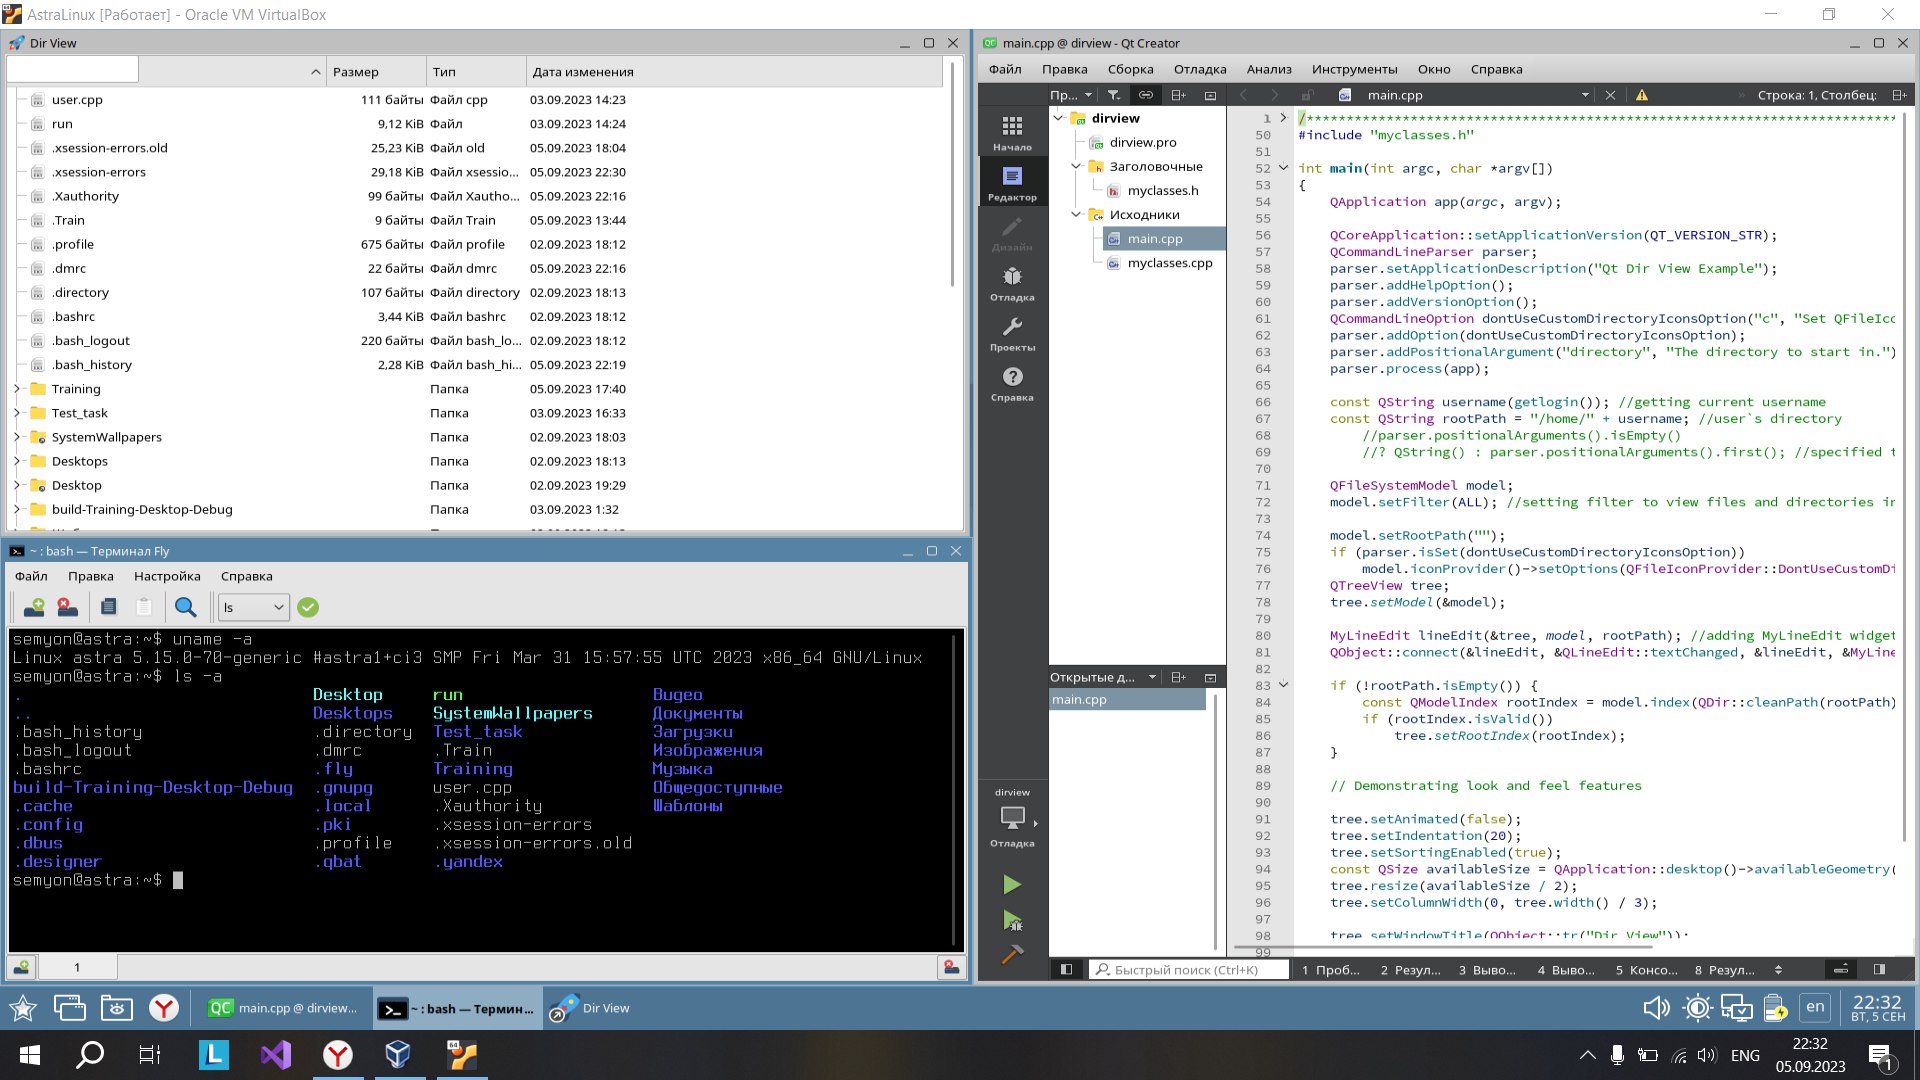 AstraLinux [Работает] - Oracle VM VirtualBox
Dir View
Размер Тип Дата изменения
user.cpp 111 байты Файл cpp 03.09.2023 14:23
run 9,12 KiB Файл 03.09.2023 14:24
.xsession-errors.old 25,23 KiB Файл old 05.09.2023 18:04
.xsession-errors 29,18 KiB Файл xsessio... 05.09.2023 22:30
.Xauthority 99 байты Файл Xautho... 05.09.2023 22:16
.Train 9 байты Файл Train 05.09.2023 13:44
.profile 675 байты Файл profile 02.09.2023 18:12
.dmrc 22 байты Файл dmrc 05.09.2023 22:16
.directory 107 байты Файл directory 02.09.2023 18:13
.bashrc 3,44 KiB Файл bashrc 02.09.2023 18:12
.bash_logout 220 байты Файл bash_lo... 02.09.2023 18:12
.bash_history 2,28 KiB Файл bash_hi... 05.09.2023 22:19
Training Папка 05.09.2023 17:40
Test_task Папка 03.09.2023 16:33
SystemWallpapers Папка 02.09.2023 18:03
Desktops Папка 02.09.2023 18:13
Desktop Папка 02.09.2023 19:29
build-Training-Desktop-Debug Папка 03.09.2023 1:32
~ : bash — Терминал Fly
Файл Правка Настройка Справка
ls
semyon@astra:~$ uname -a
Linux astra 5.15.0-70-generic #astra1+ci3 SMP Fri Mar 31 15:57:55 UTC 2023 x86_64 GNU/Linux
semyon@astra:~$ ls -a
. Desktop run Видео
.. Desktops SystemWallpapers Документы
.bash_history .directory Test_task Загрузки
.bash_logout .dmrc .Train Изображения
.bashrc .fly Training Музыка
build-Training-Desktop-Debug .gnupg user.cpp Общедоступные
.cache .local .Xauthority Шаблоны
.config .pki .xsession-errors
.dbus .profile .xsession-errors.old
.designer .qbat .yandex
semyon@astra:~$
1
main.cpp @ dirview - Qt Creator
Файл Правка Сборка Отладка Анализ Инструменты Окно Справка
Пр... main.cpp Строка: 1, Столбец:
Начало
Редактор
Дизайн
Отладка
Проекты
Справка
dirview
Отладка
dirview
dirview.pro
Заголовочные
myclasses.h
Исходники
main.cpp
myclasses.cpp
Открытые д...
main.cpp
1 /***************************************************************************
50 #include "myclasses.h"
51
52 int main(int argc, char *argv[])
53 {
54 QApplication app(argc, argv);
55
56 QCoreApplication::setApplicationVersion(QT_VERSION_STR);
57 QCommandLineParser parser;
58 parser.setApplicationDescription("Qt Dir View Example");
59 parser.addHelpOption();
60 parser.addVersionOption();
61 QCommandLineOption dontUseCustomDirectoryIconsOption("c", "Set QFileIco
62 parser.addOption(dontUseCustomDirectoryIconsOption);
63 parser.addPositionalArgument("directory", "The directory to start in.")
64 parser.process(app);
65
66 const QString username(getlogin()); //getting current username
67 const QString rootPath = "/home/" + username; //user`s directory
68 //parser.positionalArguments().isEmpty()
69 //? QString() : parser.positionalArguments().first(); //specified t
70
71 QFileSystemModel model;
72 model.setFilter(ALL); //setting filter to view files and directories in
73
74 model.setRootPath("");
75 if (parser.isSet(dontUseCustomDirectoryIconsOption))
76 model.iconProvider()->setOptions(QFileIconProvider::DontUseCustomDi
77 QTreeView tree;
78 tree.setModel(&model);
79
80 MyLineEdit lineEdit(&tree, model, rootPath); //adding MyLineEdit widget
81 QObject::connect(&lineEdit, &QLineEdit::textChanged, &lineEdit, &MyLine
82
83 if (!rootPath.isEmpty()) {
84 const QModelIndex rootIndex = model.index(QDir::cleanPath(rootPath)
85 if (rootIndex.isValid())
86 tree.setRootIndex(rootIndex);
87 }
88
89 // Demonstrating look and feel features
90
91 tree.setAnimated(false);
92 tree.setIndentation(20);
93 tree.setSortingEnabled(true);
94 const QSize availableSize = QApplication::desktop()->availableGeometry(
95 tree.resize(availableSize / 2);
96 tree.setColumnWidth(0, tree.width() / 3);
97
98 tree.setWindowTitle(QObject::tr("Dir View"));
99
Быстрый поиск (Ctrl+K) 1 Проб... 2 Резул... 3 Выво... 4 Выво... 5 Консо... 8 Резул...
main.cpp @ dirview... ~ : bash — Термин... Dir View en 22:32
ВТ, 5 СЕН
ENG 22:32
05.09.2023
1